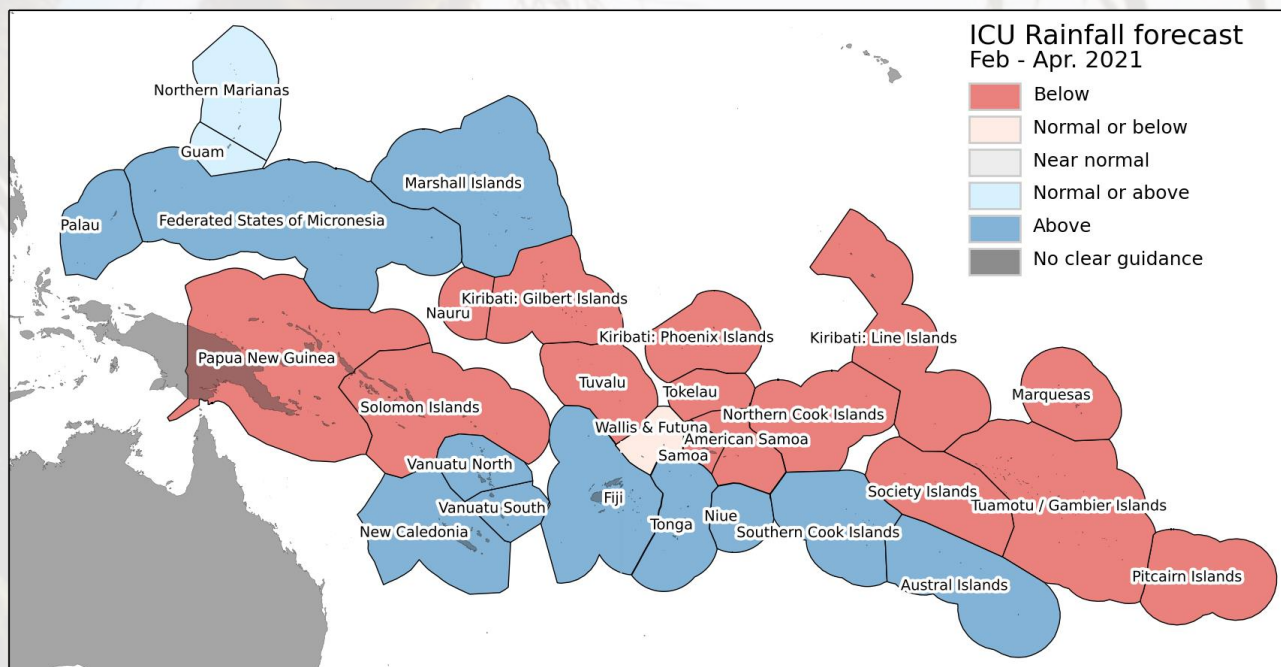 ICU Rainfall forecast
Feb - Apr. 2021
Below
Normal or below
Near normal
Normal or above
Above
No clear guidance
Northern Marianas
Guam
Marshall Islands
Palau
Federated States of Micronesia
Nauru
Kiribati: Gilbert Islands
Kiribati: Phoenix Islands
Kiribati: Line Islands
Papua New Guinea
Tuvalu
Tokelau
Marquesas
Solomon Islands
Northern Cook Islands
Wallis & Futuna
American Samoa
Samoa
Vanuatu North
Society Islands
Fiji
Vanuatu South
Tuamotu / Gambier Islands
Niue
Tonga
New Caledonia
Southern Cook Islands
Austral Islands
Pitcairn Islands